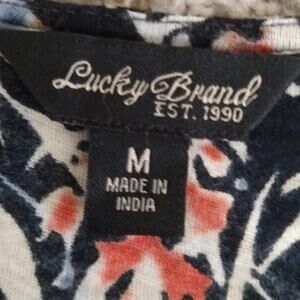 Lucky Brand
EST. 1990
M
MADE IN
INDIA